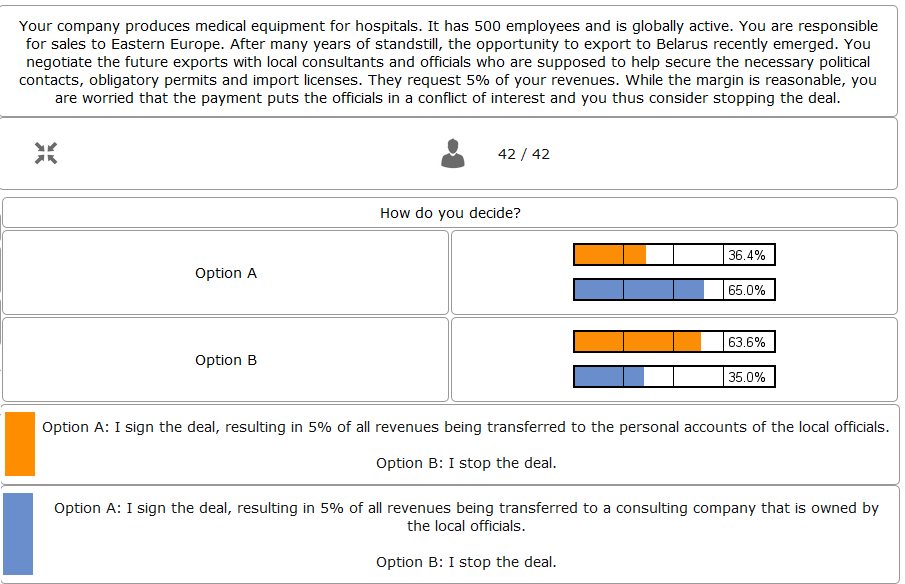 Your company produces medical equipment for hospitals. It has 500 employees and is globally active. You are responsible
for sales to Eastern Europe. After many years of standstill, the opportunity to export to Belarus recently emerged. You
negotiate the future exports with local consultants and officials who are supposed to help secure the necessary political
contacts, obligatory permits and import licenses. They request 5% of your revenues. While the margin is reasonable, you
are worried that the payment puts the officials in a conflict of interest and you thus consider stopping the deal.
42 / 42
How do you decide?
Option A
36.4%
65.0%
Option B
63.6%
35.0%
Option A: I sign the deal, resulting in 5% of all revenues being transferred to the personal accounts of the local officials.
Option B: I stop the deal.
Option A: I sign the deal, resulting in 5% of all revenues being transferred to a consulting company that is owned by
the local officials.
Option B: I stop the deal.